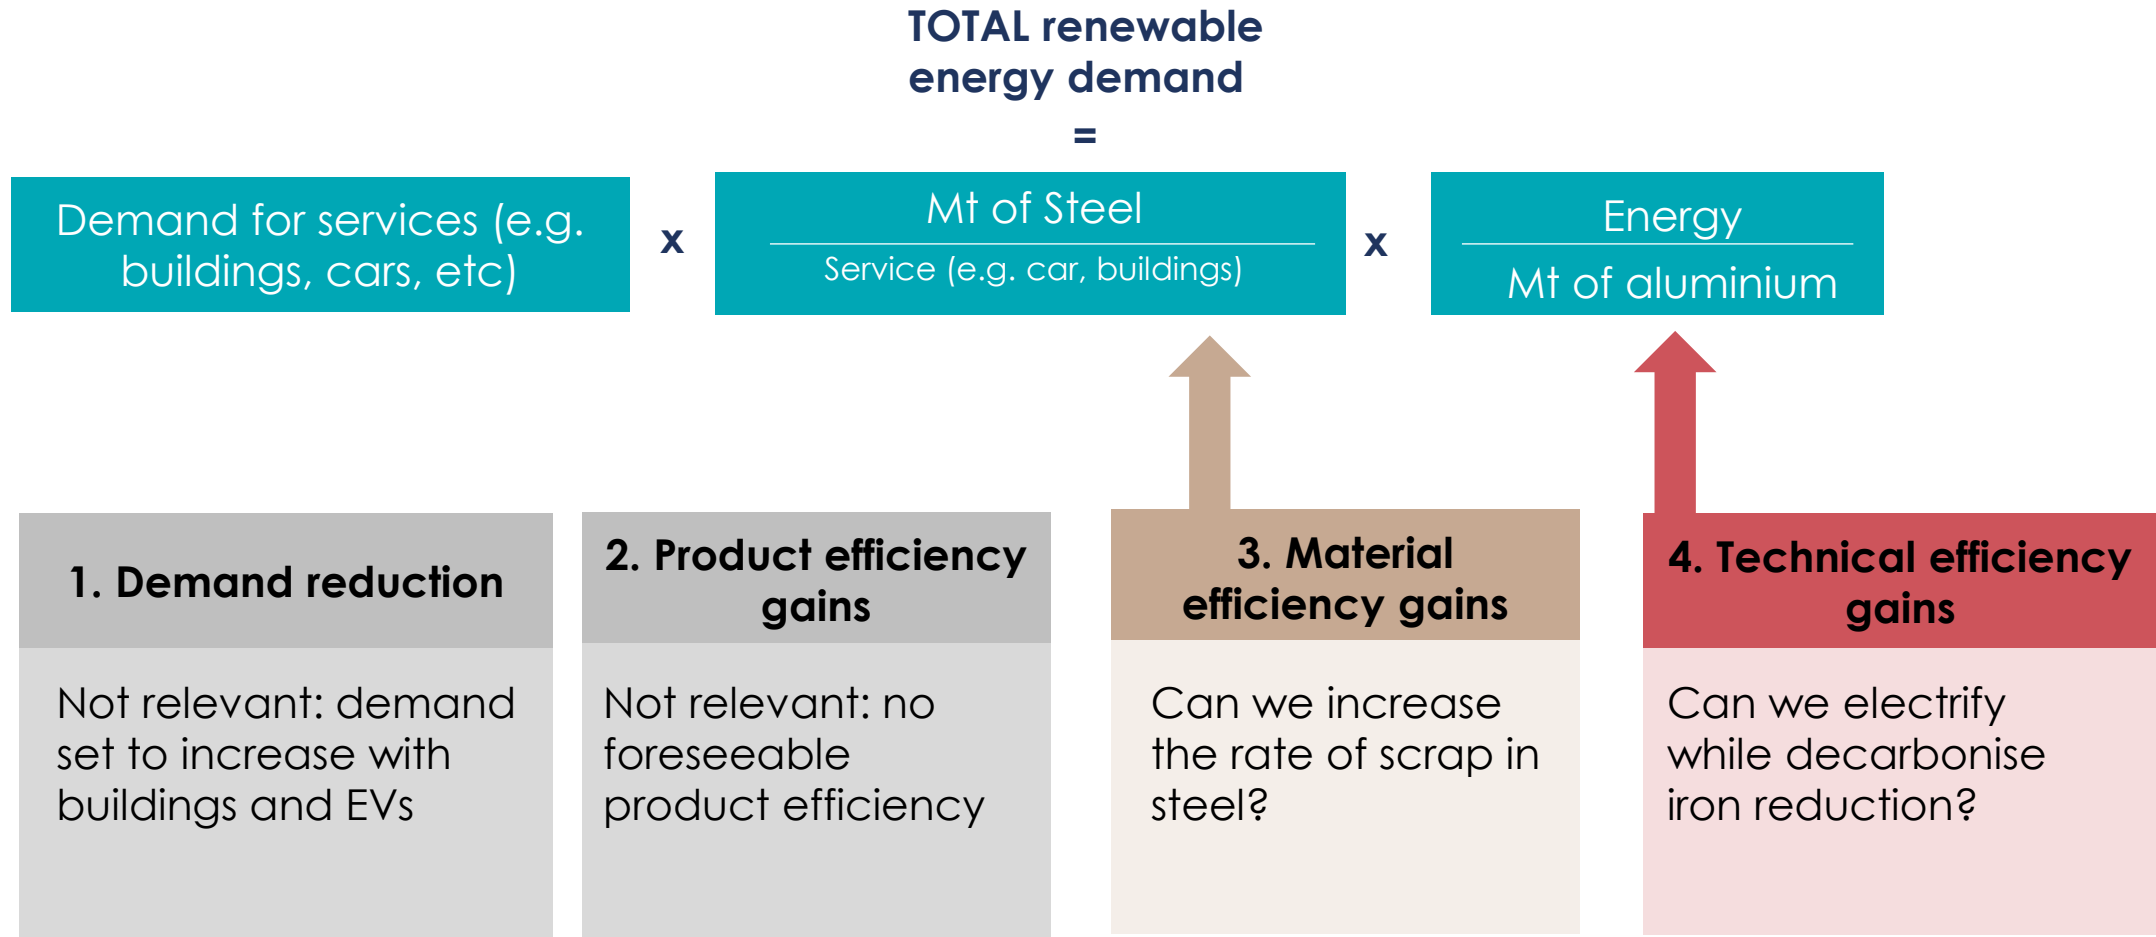 TOTAL renewable
energy demand
=
Demand for services (e.g.
buildings, cars, etc)
x
Mt of Steel
Service (e.g. car, buildings)
x
Energy
Mt of aluminium
1. Demand reduction
Not relevant: demand
set to increase with
buildings and EVs
2. Product efficiency
gains
Not relevant: no
foreseeable
product efficiency
3. Material
efficiency gains
Can we increase
the rate of scrap in
steel?
4. Technical efficiency
gains
Can we electrify
while decarbonise
iron reduction?